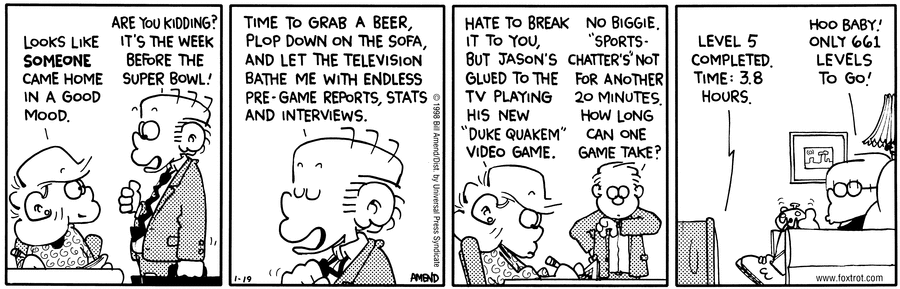 LOOKS LIKE
SOMEONE
CAME HOME
IN A GOOD
MOOD.
ARE YOU KIDDING?
IT'S THE WEEK
BEFORE THE
SUPER BOWL!
TIME TO GRAB A BEER,
PLOP DOWN ON THE SOFA,
AND LET THE TELEVISION
BATHE ME WITH ENDLESS
PRE-GAME REPORTS, STATS
AND INTERVIEWS.
1-19
AMEND
© 1998 Bill Amend/Dist. by Universal Press Syndicate
HATE TO BREAK
IT TO YOU,
BUT JASON'S
GLUED TO THE
TV PLAYING
HIS NEW
"DUKE QUAKEM"
VIDEO GAME.
NO BIGGIE.
"SPORTS-
CHATTER'S" NOT
FOR ANOTHER
20 MINUTES.
HOW LONG
CAN ONE
GAME TAKE?
LEVEL 5
COMPLETED.
TIME: 3.8
HOURS.
HOO BABY!
ONLY 661
LEVELS
TO GO!
www.foxtrot.com